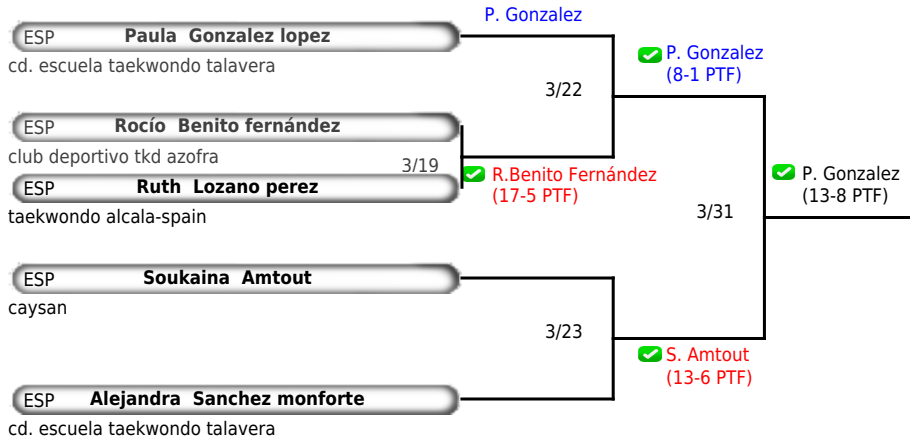 P. Gonzalez
ESP Paula Gonzalez lopez
cd. escuela taekwondo talavera
P. Gonzalez
(8-1 PTF)
3/22
ESP Rocío Benito fernández
club deportivo tkd azofra
3/19
R.Benito Fernández
(17-5 PTF)
ESP Ruth Lozano perez
taekwondo alcala-spain
P. Gonzalez
(13-8 PTF)
3/31
ESP Soukaina Amtout
caysan
3/23
S. Amtout
(13-6 PTF)
ESP Alejandra Sanchez monforte
cd. escuela taekwondo talavera